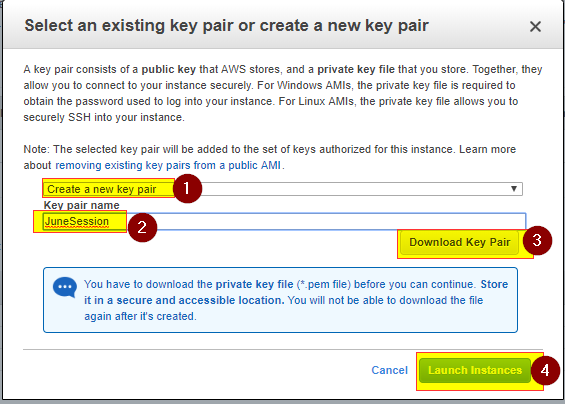 Select an existing key pair or create a new key pair
A key pair consists of a public key that AWS stores, and a private key file that you store. Together, they
allow you to connect to your instance securely. For Windows AMIs, the private key file is required to
obtain the password used to log into your instance. For Linux AMIs, the private key file allows you to
securely SSH into your instance.
Note: The selected key pair will be added to the set of keys authorized for this instance. Learn more
about removing existing key pairs from a public AMI.
Create a new key pair 1
Key pair name
JuneSession 2
Download Key Pair 3
You have to download the private key file (*.pem file) before you can continue. Store
it in a secure and accessible location. You will not be able to download the file
again after it's created.
Cancel Launch Instances 4